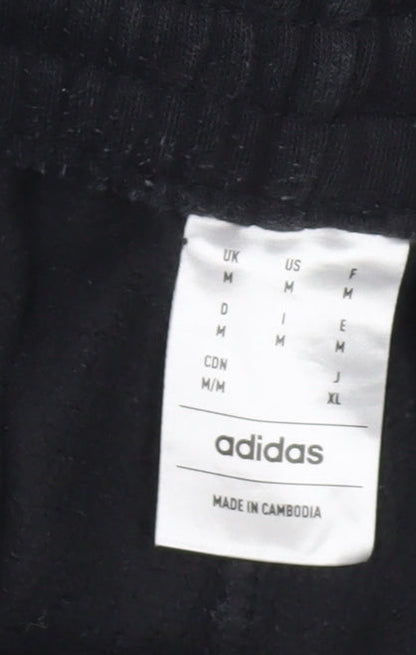 UK US F
M M M
D I E
M M M
CDN J
M/M XL
adidas
MADE IN CAMBODIA